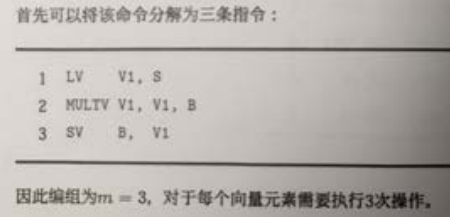 首先可以将该命令分解为三条指令：
1 LV V1, S
2 MULTV V1, V1, B
3 SV B, V1
因此编组为m = 3，对于每个向量元素需要执行3次操作。